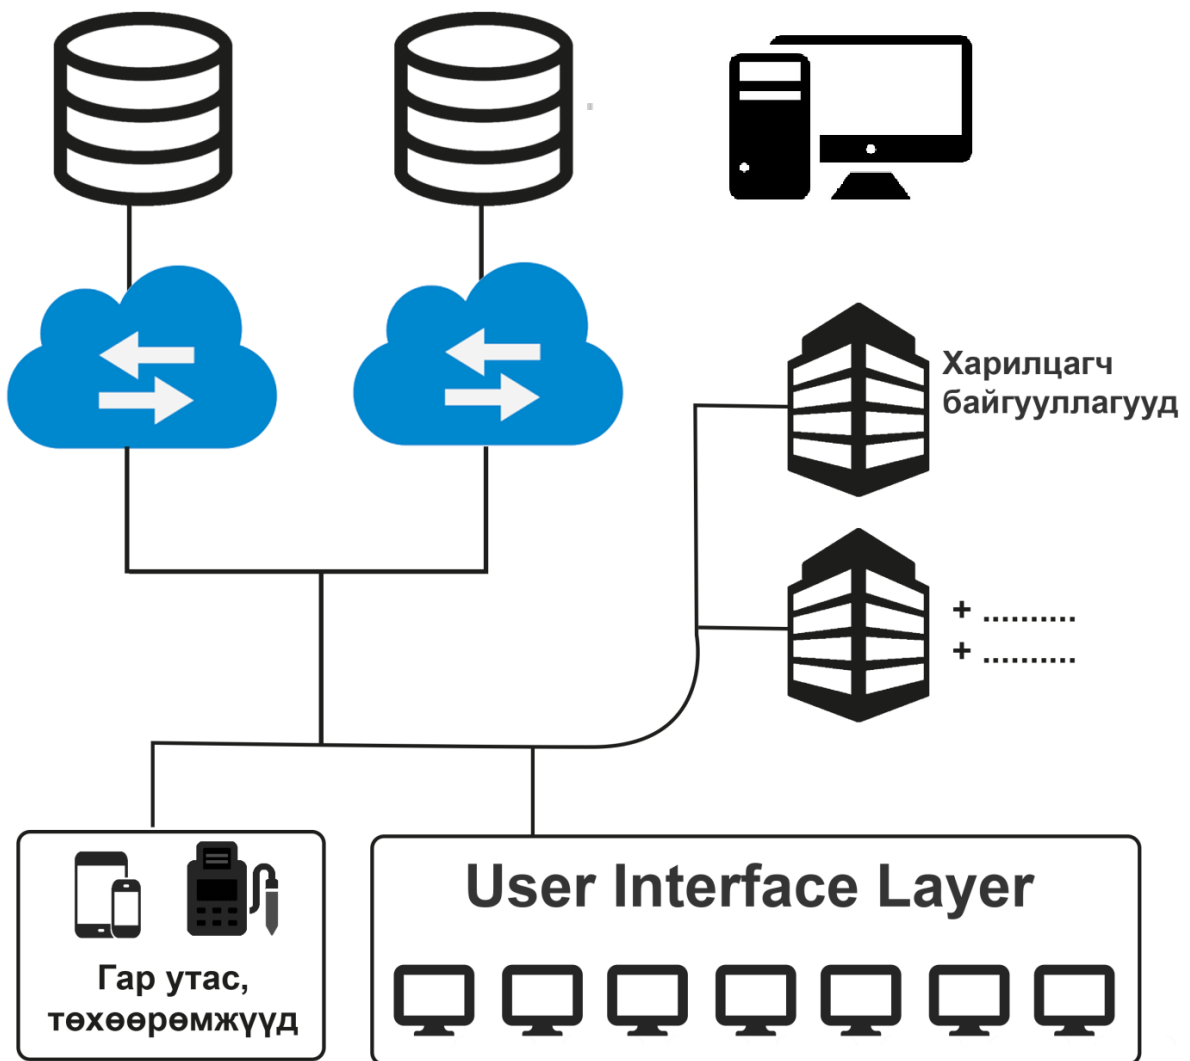 Харилцагч
байгууллагууд
+ ..........
+ ..........
User Interface Layer
Гар утас,
төхөөрөмжүүд